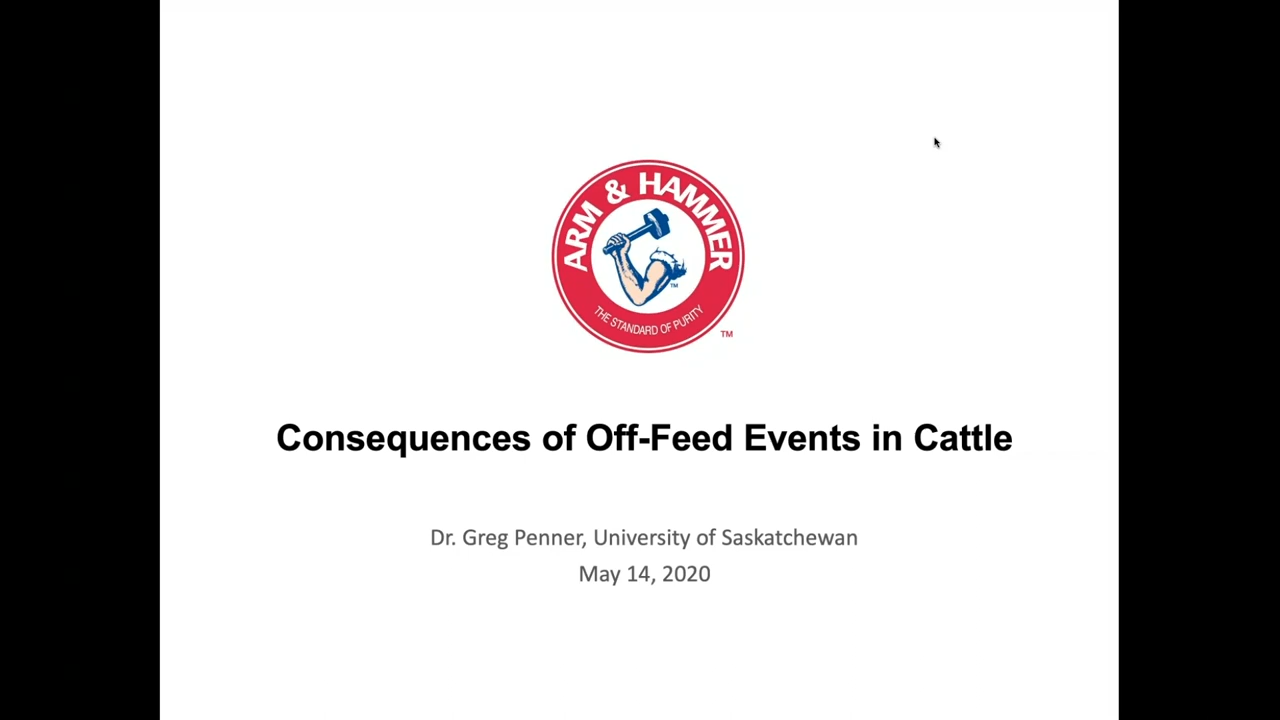 ARM & HAMMER
TM
THE STANDARD OF PURITY
TM
Consequences of Off-Feed Events in Cattle
Dr. Greg Penner, University of Saskatchewan
May 14, 2020